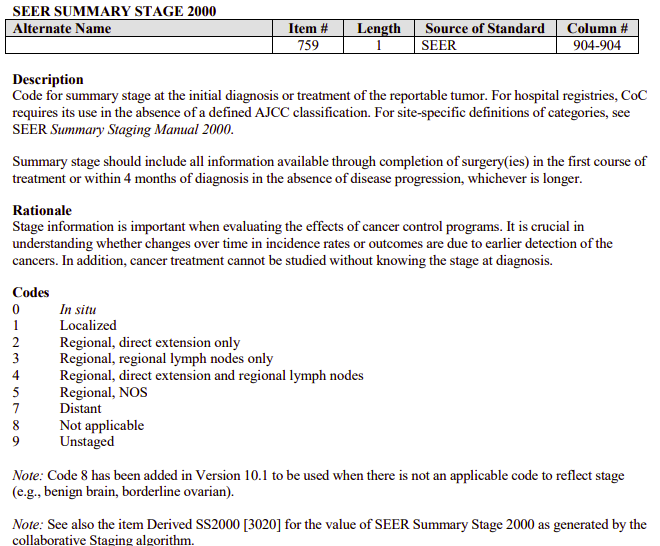 SEER SUMMARY STAGE 2000
Alternate Name Item # Length Source of Standard Column #
759 1 SEER 904-904
Description
Code for summary stage at the initial diagnosis or treatment of the reportable tumor. For hospital registries, CoC
requires its use in the absence of a defined AJCC classification. For site-specific definitions of categories, see
SEER Summary Staging Manual 2000.
Summary stage should include all information available through completion of surgery(ies) in the first course of
treatment or within 4 months of diagnosis in the absence of disease progression, whichever is longer.
Rationale
Stage information is important when evaluating the effects of cancer control programs. It is crucial in
understanding whether changes over time in incidence rates or outcomes are due to earlier detection of the
cancers. In addition, cancer treatment cannot be studied without knowing the stage at diagnosis.
Codes
0 In situ
1 Localized
2 Regional, direct extension only
3 Regional, regional lymph nodes only
4 Regional, direct extension and regional lymph nodes
5 Regional, NOS
7 Distant
8 Not applicable
9 Unstaged
Note: Code 8 has been added in Version 10.1 to be used when there is not an applicable code to reflect stage
(e.g., benign brain, borderline ovarian).
Note: See also the item Derived SS2000 [3020] for the value of SEER Summary Stage 2000 as generated by the
collaborative Staging algorithm.